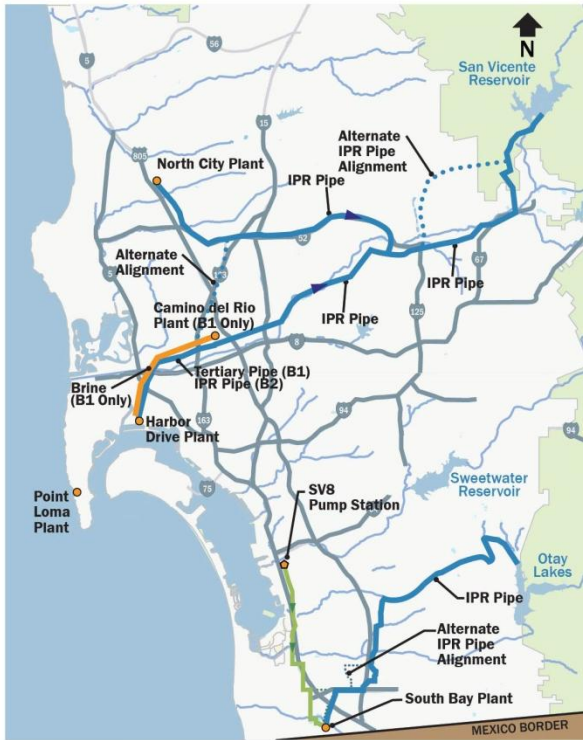 N
San Vicente
Reservoir
5
56
15
805
North City Plant
Alternate
IPR Pipe
Alignment
IPR Pipe
52
Alternate
Alignment
163
5
67
IPR Pipe
Camino del Rio
Plant (B1 Only)
IPR Pipe
125
8
Tertiary Pipe (B1)
IPR Pipe (B2)
Brine
(B1 Only)
Harbor
Drive Plant
163
94
94
75
Point
Loma
Plant
SV8
Pump Station
Sweetwater
Reservoir
Otay
Lakes
IPR Pipe
Alternate
IPR Pipe
Alignment
South Bay Plant
MEXICO BORDER